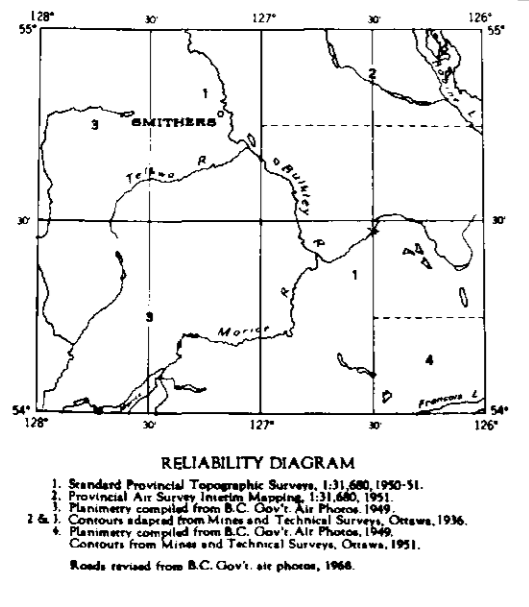 128° 30' 127° 30' 126°
55° 55°
1
2
Babine L.
3
SMITHERS
Telkwa R
Bulkley
30' 30'
R
1
R
3
Morice
4
Francois L
54° 54°
128° 30' 127° 30' 126°
RELIABILITY DIAGRAM
1. Standard Provincial Topographic Surveys, 1:31,680, 1950-51.
2. Provincial Air Survey Interim Mapping, 1:31,680, 1951.
3. Planimetry compiled from B.C. Gov't. Air Photos, 1949.
2 & 3. Contours adapted from Mines and Technical Surveys, Ottawa, 1936.
4. Planimetry compiled from B.C. Gov't. Air Photos, 1949.
Contours from Mines and Technical Surveys, Ottawa, 1951.
Roads revised from B.C. Gov't. air photos, 1966.